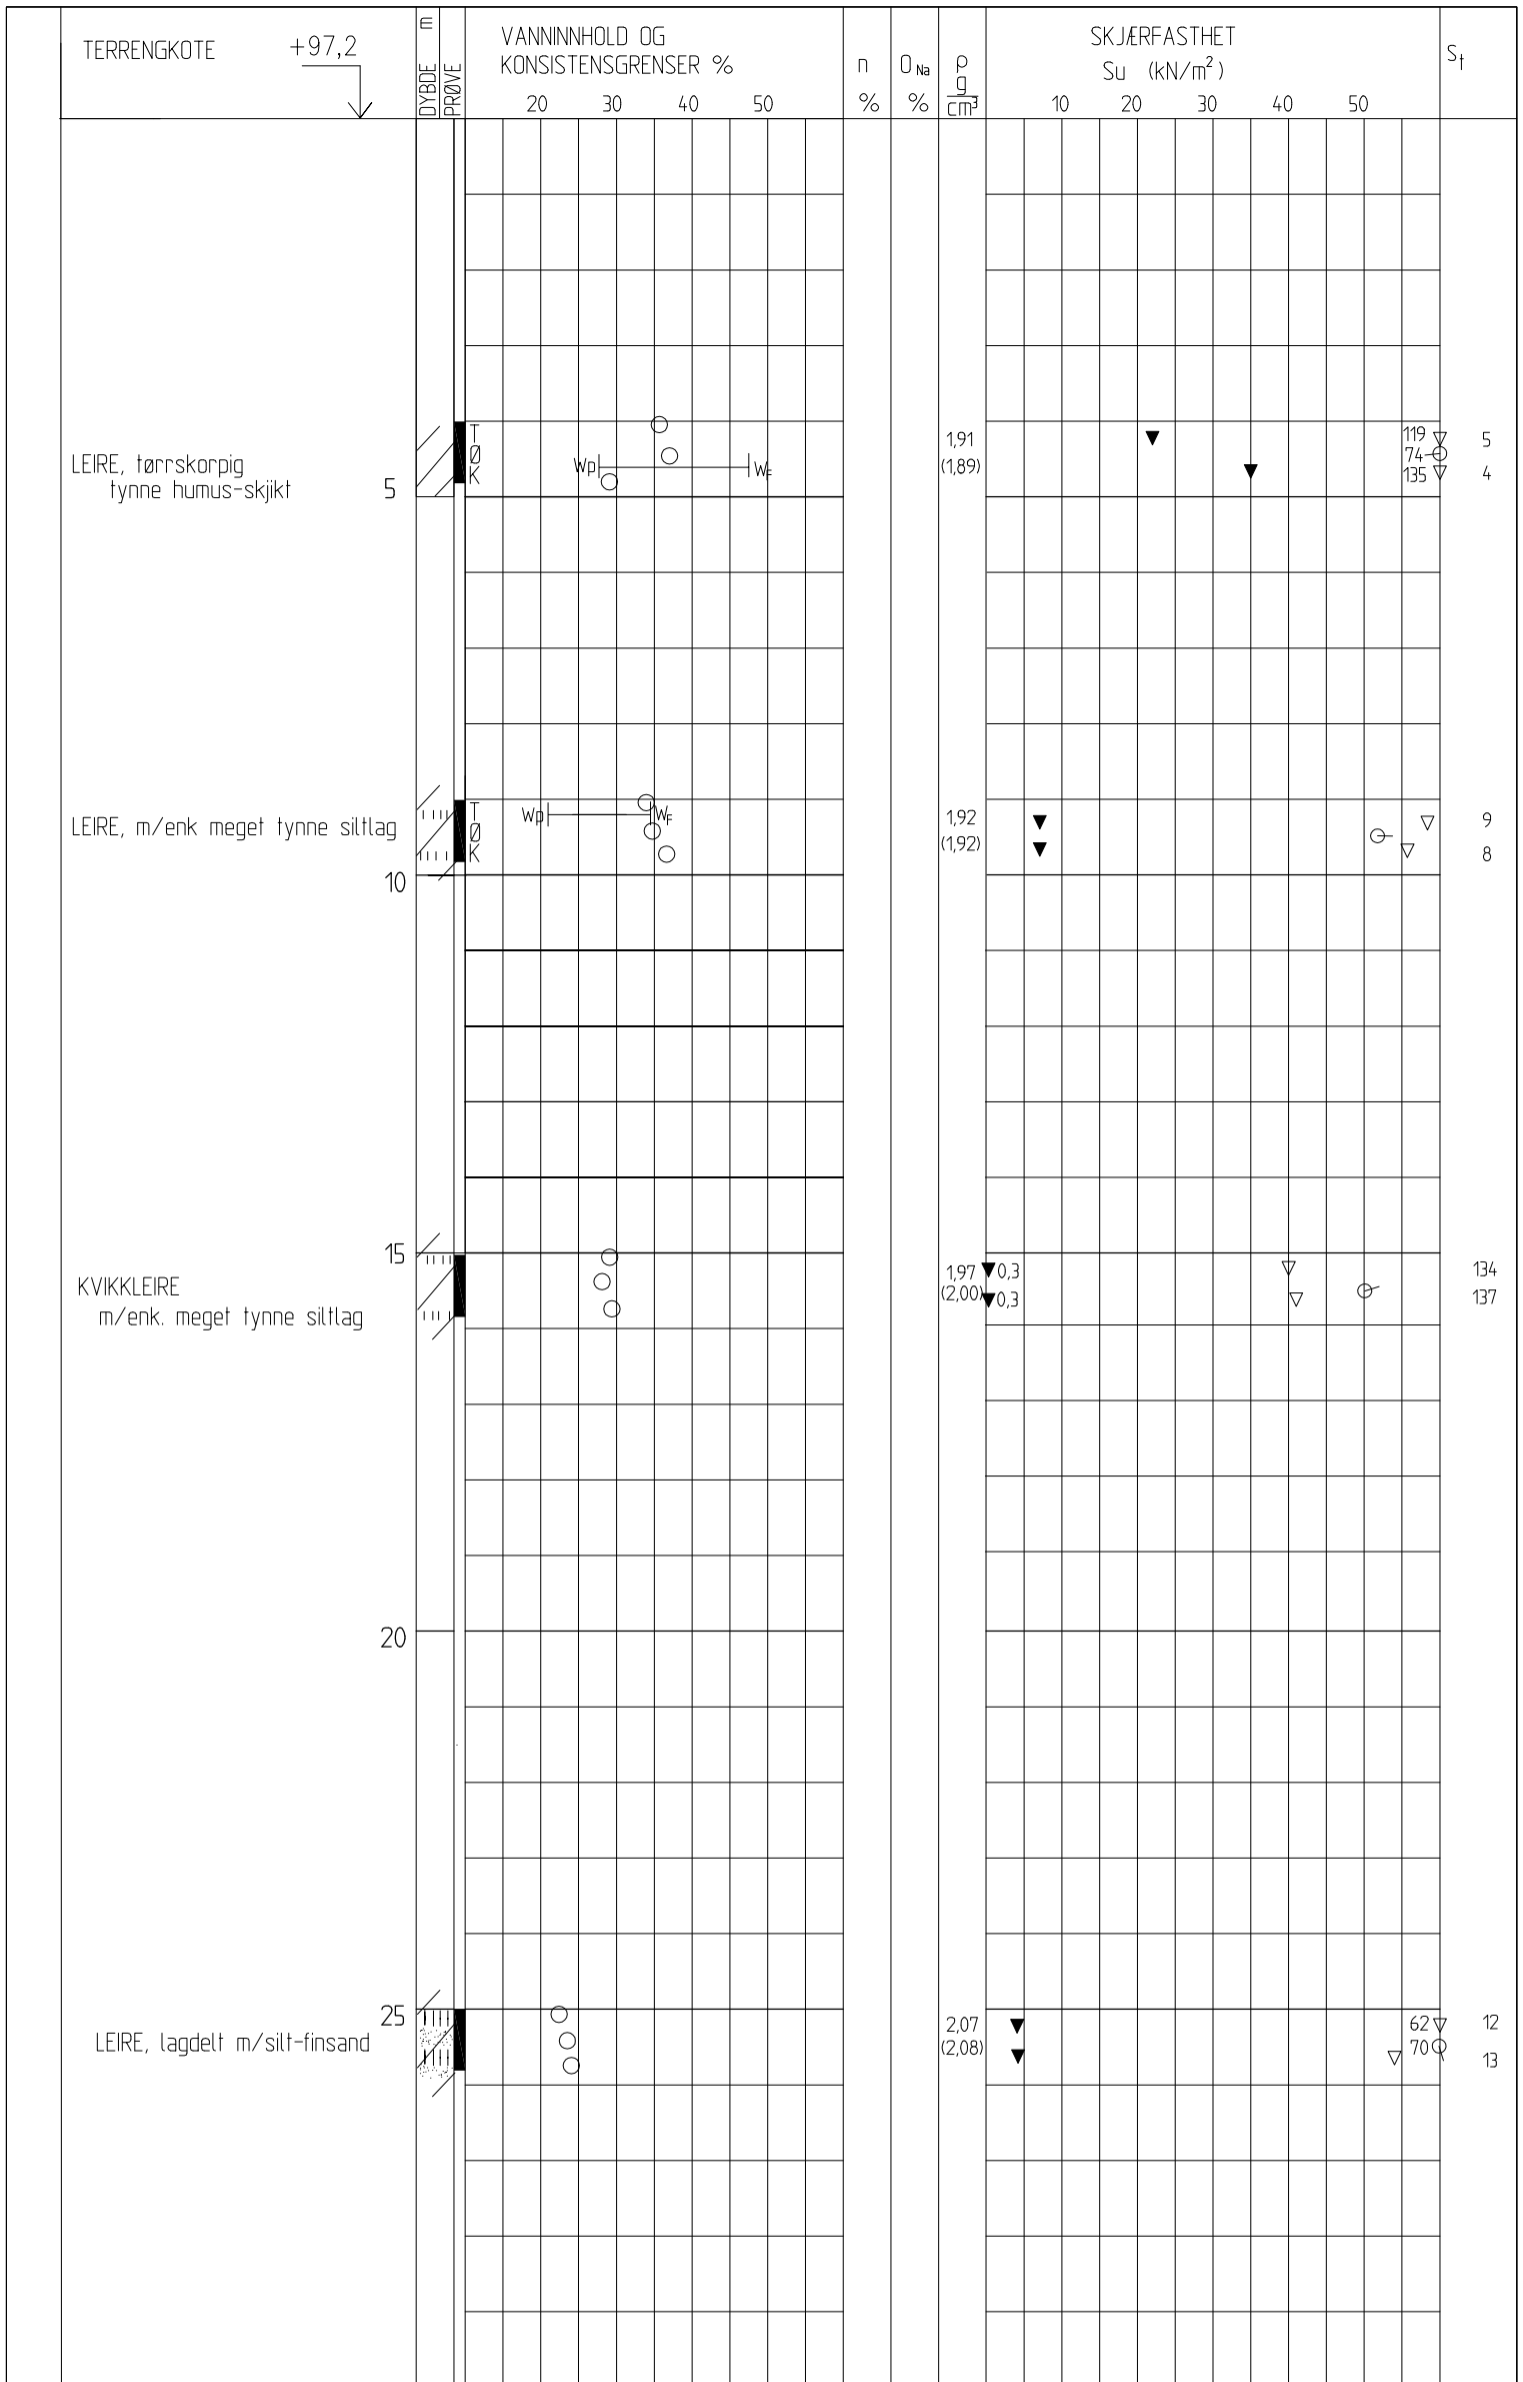 TERRENGKOTE +97,2
m
DYBDE
PRØVE
VANNINNHOLD OG
KONSISTENSGRENSER %
20 30 40 50
n
%
O Na
%
ρ
g
cm³
SKJÆRFASTHET
Su (kN/m²)
10 20 30 40 50
St
T
Ø
K
Wp WF
LEIRE, tørrskorpig
tynne humus-skjikt
5
1,91
(1,89)
119
74
135
5
4
LEIRE, m/enk meget tynne siltlag
T
Ø
K
Wp WF
1,92
(1,92)
9
8
10
15
KVIKKLEIRE
m/enk. meget tynne siltlag
1,97
(2,00)
0,3
0,3
134
137
20
25
LEIRE, lagdelt m/silt-finsand
2,07
(2,08)
62
70
12
13